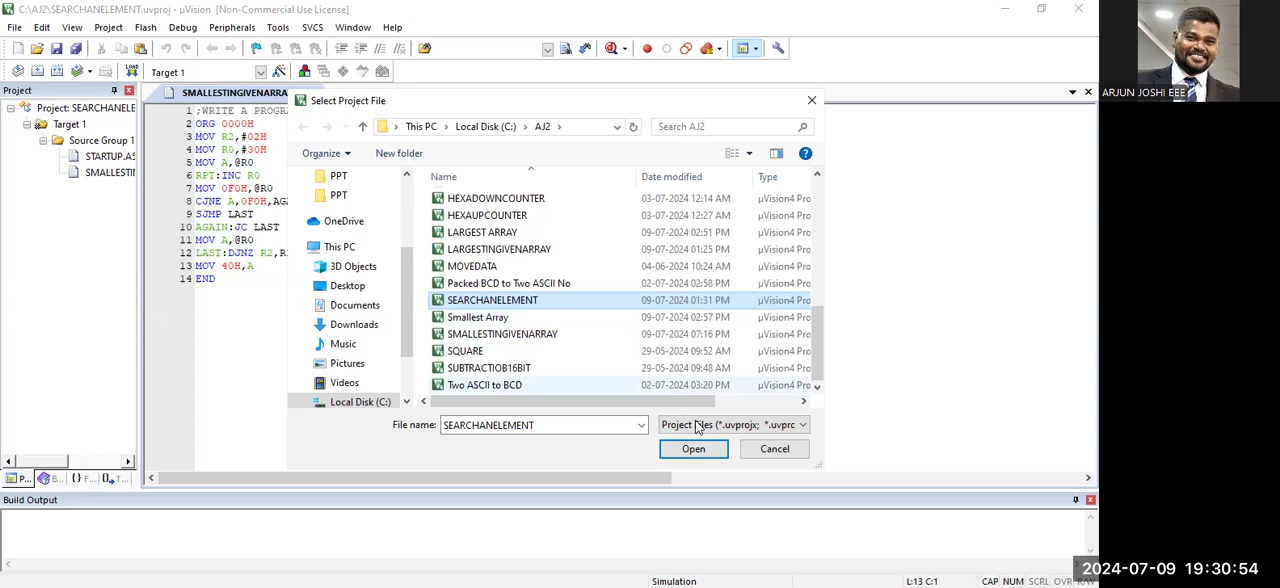 C:\AJ2\SEARCHANELEMENT.uvproj - µVision [Non-Commercial Use License]
File Edit View Project Flash Debug Peripherals Tools SVCS Window Help
Target 1
Project
Project: SEARCHANELE
Target 1
Source Group 1
STARTUP.AS
SMALLESTIN
SMALLESTINGIVENARRA
1 ;WRITE A PROGRA
2 ORG 0000H
3 MOV R2,#02H
4 MOV R0,#30H
5 MOV A,@R0
6 RPT:INC R0
7 MOV 0F0H,@R0
8 CJNE A,0F0H,AGA
9 SJMP LAST
10 AGAIN:JC LAST
11 MOV A,@R0
12 LAST:DJNZ R2,R
13 MOV 40H,A
14 END
Select Project File
This PC › Local Disk (C:) › AJ2 ›
Search AJ2
Organize New folder
PPT
PPT
OneDrive
This PC
3D Objects
Desktop
Documents
Downloads
Music
Pictures
Videos
Local Disk (C:)
Name Date modified Type
HEXADOWNCOUNTER 03-07-2024 12:14 AM µVision4 Pro
HEXAUPCOUNTER 03-07-2024 12:27 AM µVision4 Pro
LARGEST ARRAY 09-07-2024 02:51 PM µVision4 Pro
LARGESTINGIVENARRAY 09-07-2024 01:25 PM µVision4 Pro
MOVEDATA 04-06-2024 10:24 AM µVision4 Pro
Packed BCD to Two ASCII No 02-07-2024 02:58 PM µVision4 Pro
SEARCHANELEMENT 09-07-2024 01:31 PM µVision4 Pro
Smallest Array 09-07-2024 02:57 PM µVision4 Pro
SMALLESTINGIVENARRAY 09-07-2024 07:16 PM µVision4 Pro
SQUARE 29-05-2024 09:52 AM µVision4 Pro
SUBTRACTIOB16BIT 29-05-2024 09:48 AM µVision4 Pro
Two ASCII to BCD 02-07-2024 03:20 PM µVision4 Pro
File name: SEARCHANELEMENT
Project Files (*.uvprojx; *.uvprc
Open Cancel
P... B... {} F... T...
Build Output
Simulation L:13 C:1 CAP NUM SCRL OVR R/W
ARJUN JOSHI EEE
2024-07-09 19:30:54